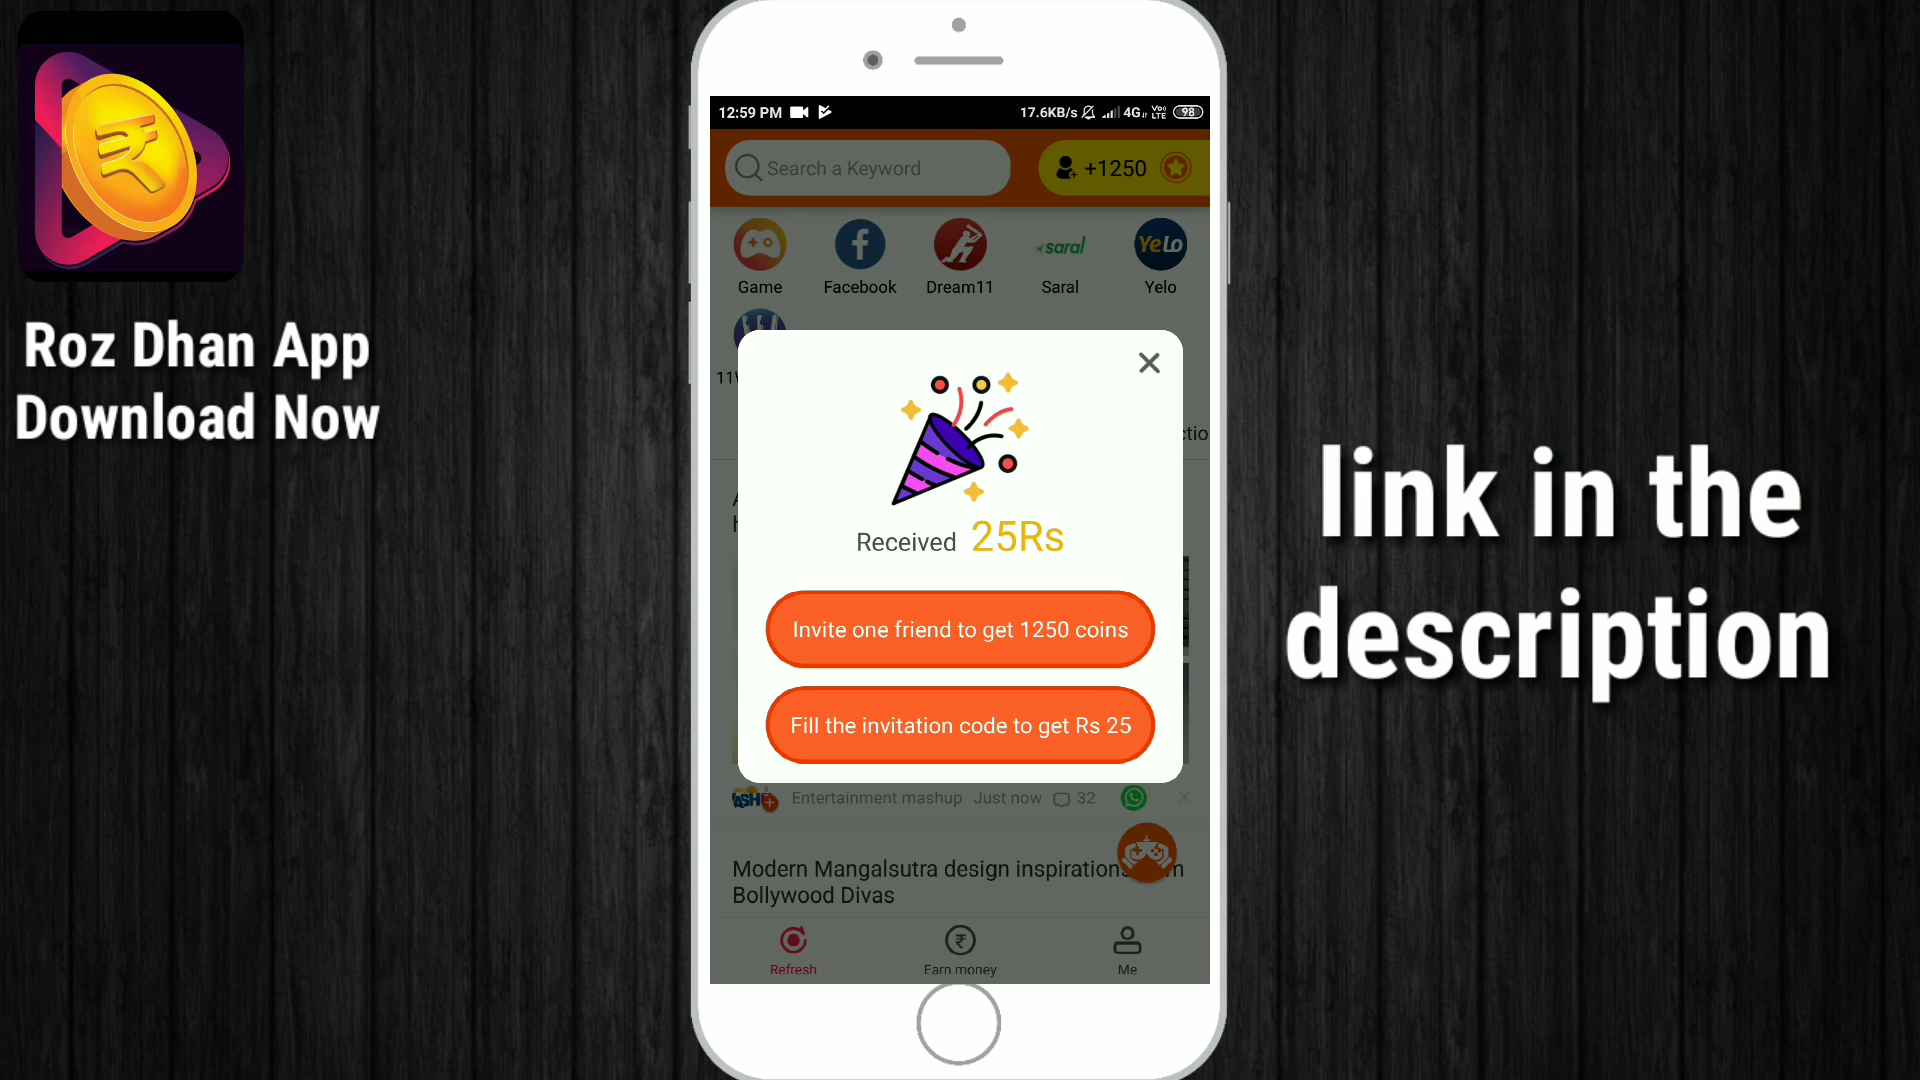 Roz Dhan App
Download Now
12:59 PM
17.6KB/s 4G VoLTE 98
Search a Keyword
+1250
Game Facebook Dream11 Saral Yelo
saral YeLo
Received 25Rs
Invite one friend to get 1250 coins
Fill the invitation code to get Rs 25
Entertainment mashup Just now 32
Modern Mangalsutra design inspirations
Bollywood Divas
Refresh Earn money Me
link in the
description